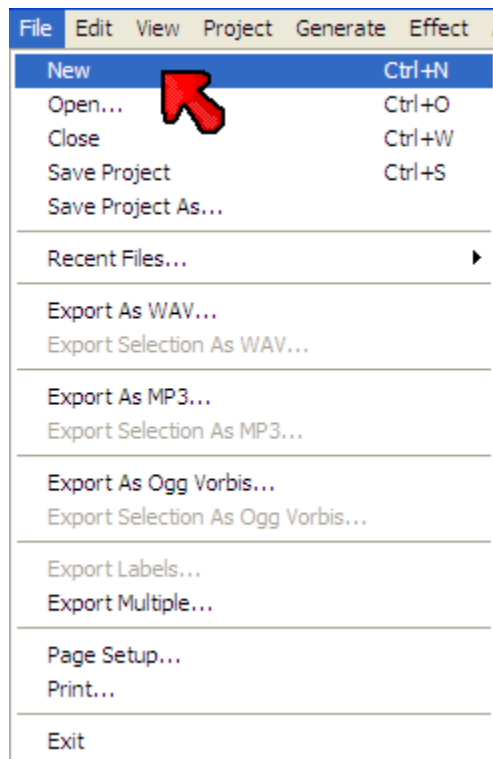 File Edit View Project Generate Effect
New Ctrl+N
Open... Ctrl+O
Close Ctrl+W
Save Project Ctrl+S
Save Project As...
Recent Files...
Export As WAV...
Export Selection As WAV...
Export As MP3...
Export Selection As MP3...
Export As Ogg Vorbis...
Export Selection As Ogg Vorbis...
Export Labels...
Export Multiple...
Page Setup...
Print...
Exit